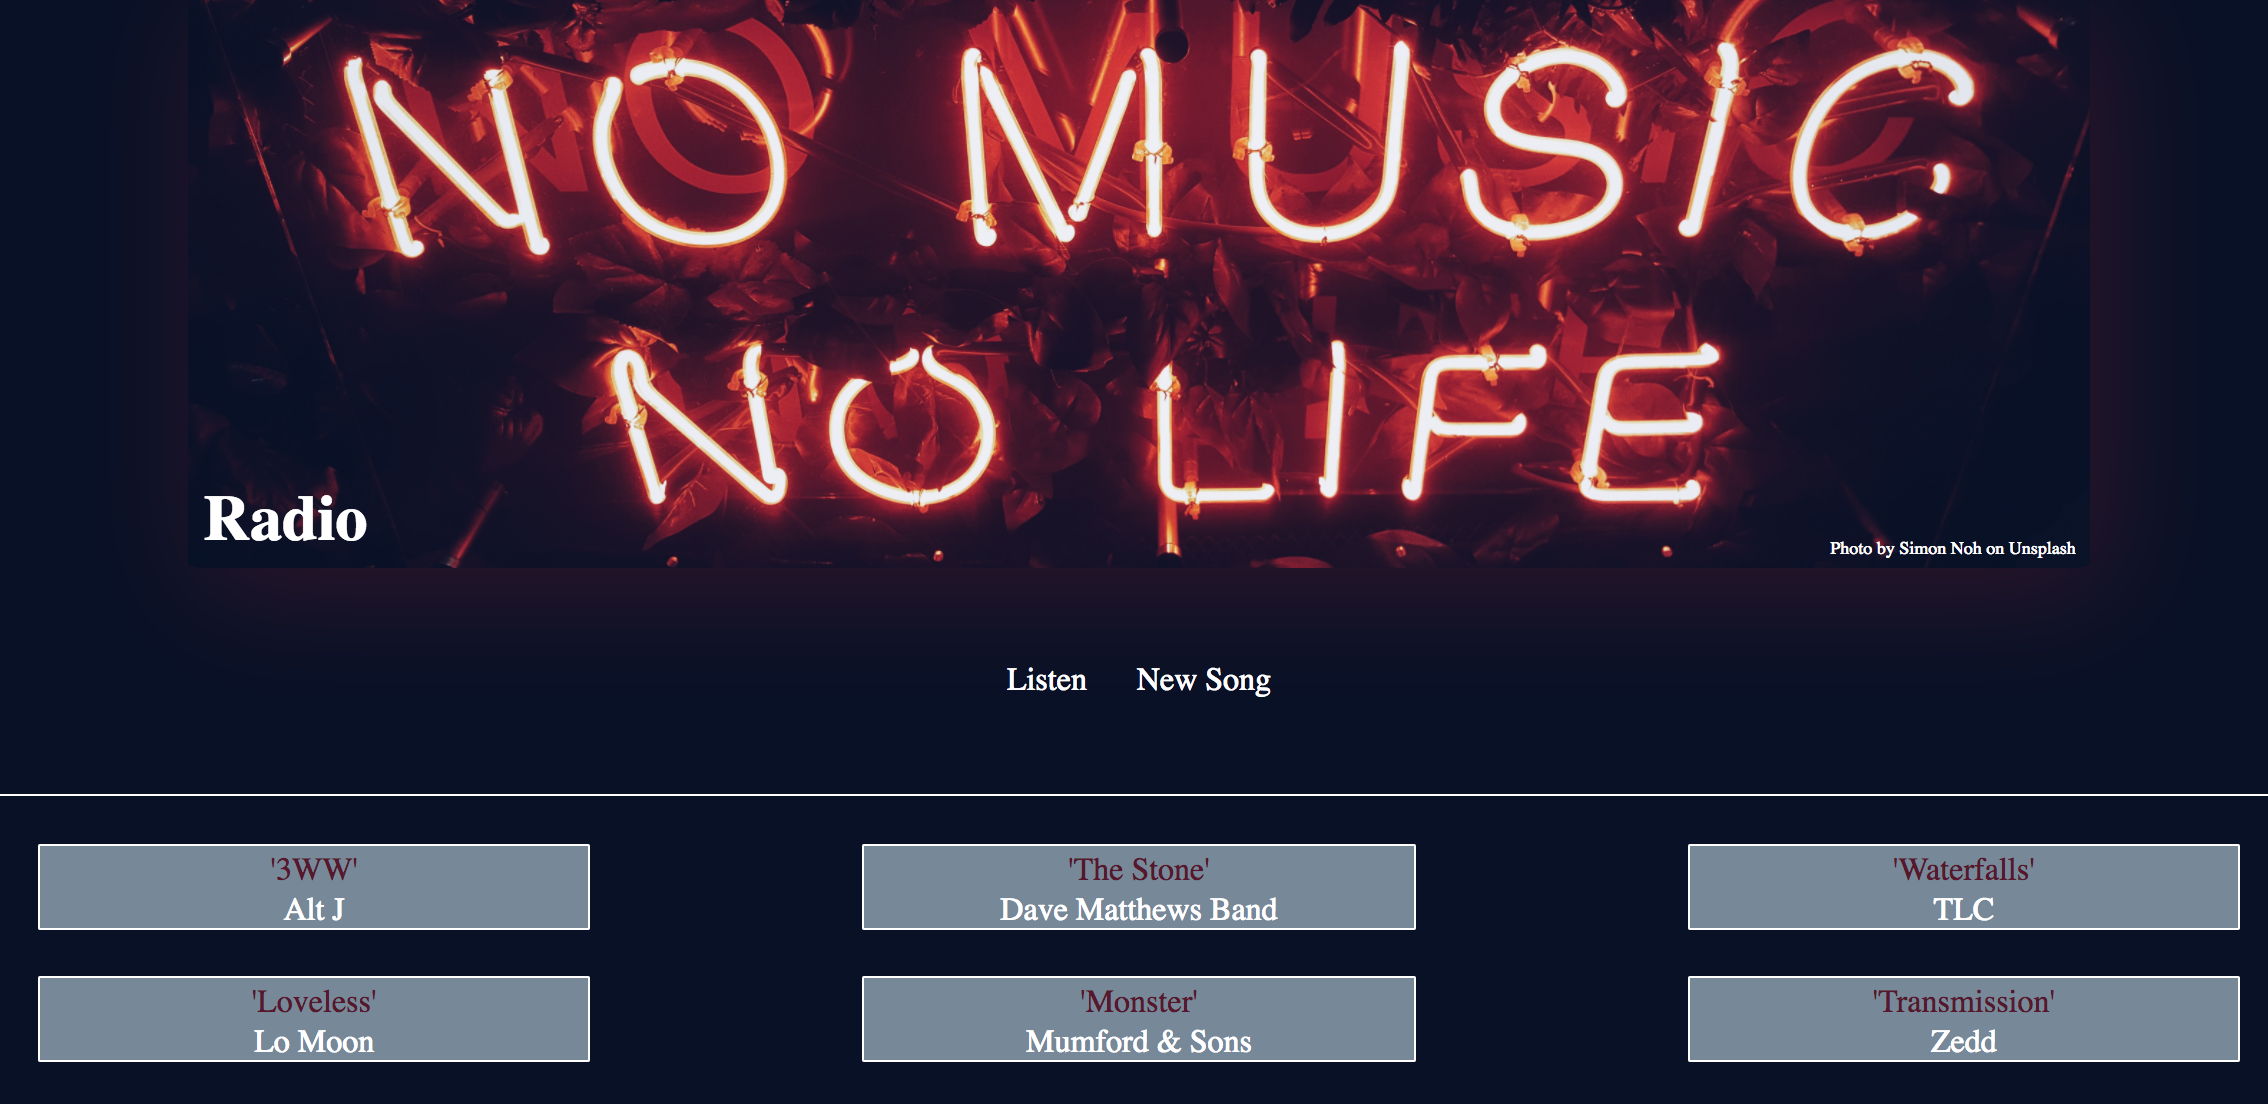 NO MUSIC
NO LIFE
Radio
Photo by Simon Noh on Unsplash
Listen New Song
'3WW'
Alt J
'The Stone'
Dave Matthews Band
'Waterfalls'
TLC
'Loveless'
Lo Moon
'Monster'
Mumford & Sons
'Transmission'
Zedd